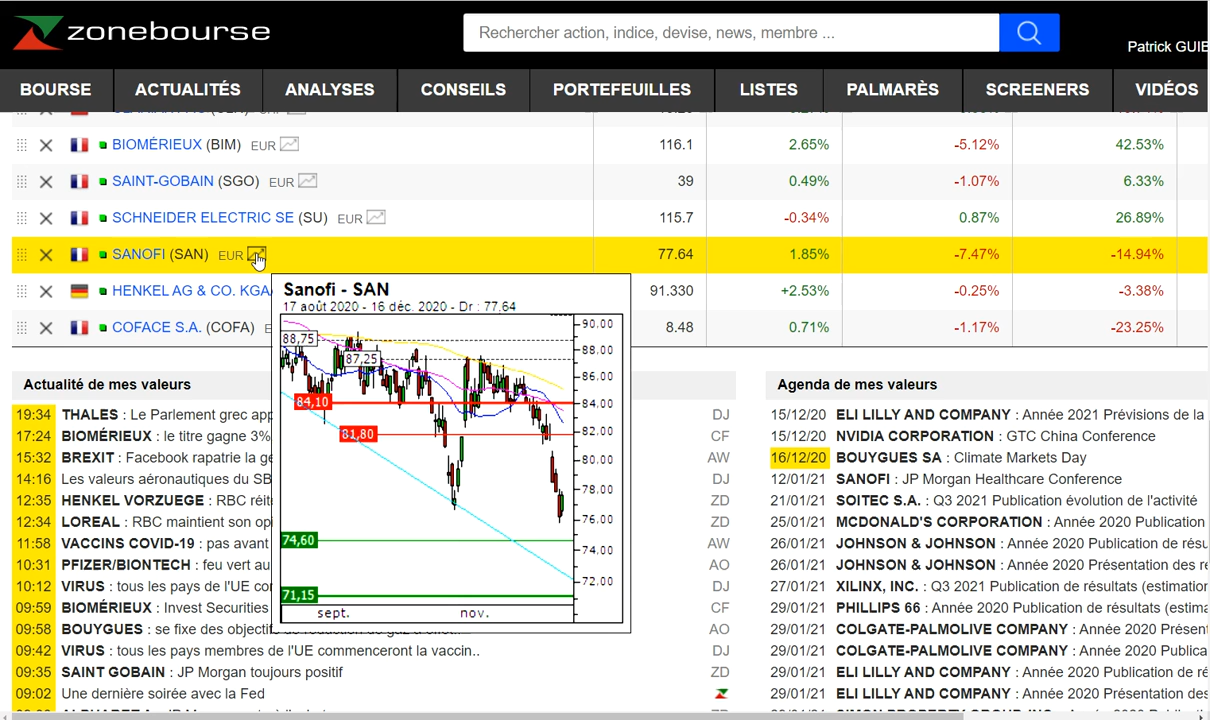 zonebourse
Rechercher action, indice, devise, news, membre ...
Patrick GUIE
BOURSE ACTUALITÉS ANALYSES CONSEILS PORTEFEUILLES LISTES PALMARÈS SCREENERS VIDÉOS
BIOMÉRIEUX (BIM) EUR 116.1 2.65% -5.12% 42.53%
SAINT-GOBAIN (SGO) EUR 39 0.49% -1.07% 6.33%
SCHNEIDER ELECTRIC SE (SU) EUR 115.7 -0.34% 0.87% 26.89%
SANOFI (SAN) EUR 77.64 1.85% -7.47% -14.94%
HENKEL AG & CO. KGAA 91.330 +2.53% -0.25% -3.38%
COFACE S.A. (COFA) E 8.48 0.71% -1.17% -23.25%
Sanofi - SAN
17 août 2020 - 16 déc. 2020 - Dr : 77.64
90.00
88,75
88.00
87,25
86.00
84,10
84.00
81,80
82.00
80.00
78.00
76.00
74,60
74.00
72.00
71,15
sept. nov.
Actualité de mes valeurs
19:34 THALES : Le Parlement grec app DJ
17:24 BIOMÉRIEUX : le titre gagne 3% CF
15:32 BREXIT : Facebook rapatrie la ge AW
14:16 Les valeurs aéronautiques du SB DJ
12:35 HENKEL VORZUEGE : RBC réit ZD
12:34 LOREAL : RBC maintient son opi ZD
11:58 VACCINS COVID-19 : pas avant AW
10:31 PFIZER/BIONTECH : feu vert au AO
10:12 VIRUS : tous les pays de l'UE co DJ
09:59 BIOMÉRIEUX : Invest Securities CF
09:58 BOUYGUES : se fixe des objectifs de réduction de gaz à effet.. AO
09:42 VIRUS : tous les pays membres de l'UE commenceront la vaccin.. DJ
09:35 SAINT GOBAIN : JP Morgan toujours positif ZD
09:02 Une dernière soirée avec la Fed
Agenda de mes valeurs
15/12/20 ELI LILLY AND COMPANY : Année 2021 Prévisions de la
15/12/20 NVIDIA CORPORATION : GTC China Conference
16/12/20 BOUYGUES SA : Climate Markets Day
12/01/21 SANOFI : JP Morgan Healthcare Conference
21/01/21 SOITEC S.A. : Q3 2021 Publication évolution de l'activité
25/01/21 MCDONALD'S CORPORATION : Année 2020 Publication
26/01/21 JOHNSON & JOHNSON : Année 2020 Publication de résu
26/01/21 JOHNSON & JOHNSON : Année 2020 Présentation des ré
27/01/21 XILINX, INC. : Q3 2021 Publication de résultats (estimation
29/01/21 PHILLIPS 66 : Année 2020 Publication de résultats (estima
29/01/21 COLGATE-PALMOLIVE COMPANY : Année 2020 Présent
29/01/21 COLGATE-PALMOLIVE COMPANY : Année 2020 Publica
29/01/21 ELI LILLY AND COMPANY : Année 2020 Publication de ré
29/01/21 ELI LILLY AND COMPANY : Année 2020 Présentation des